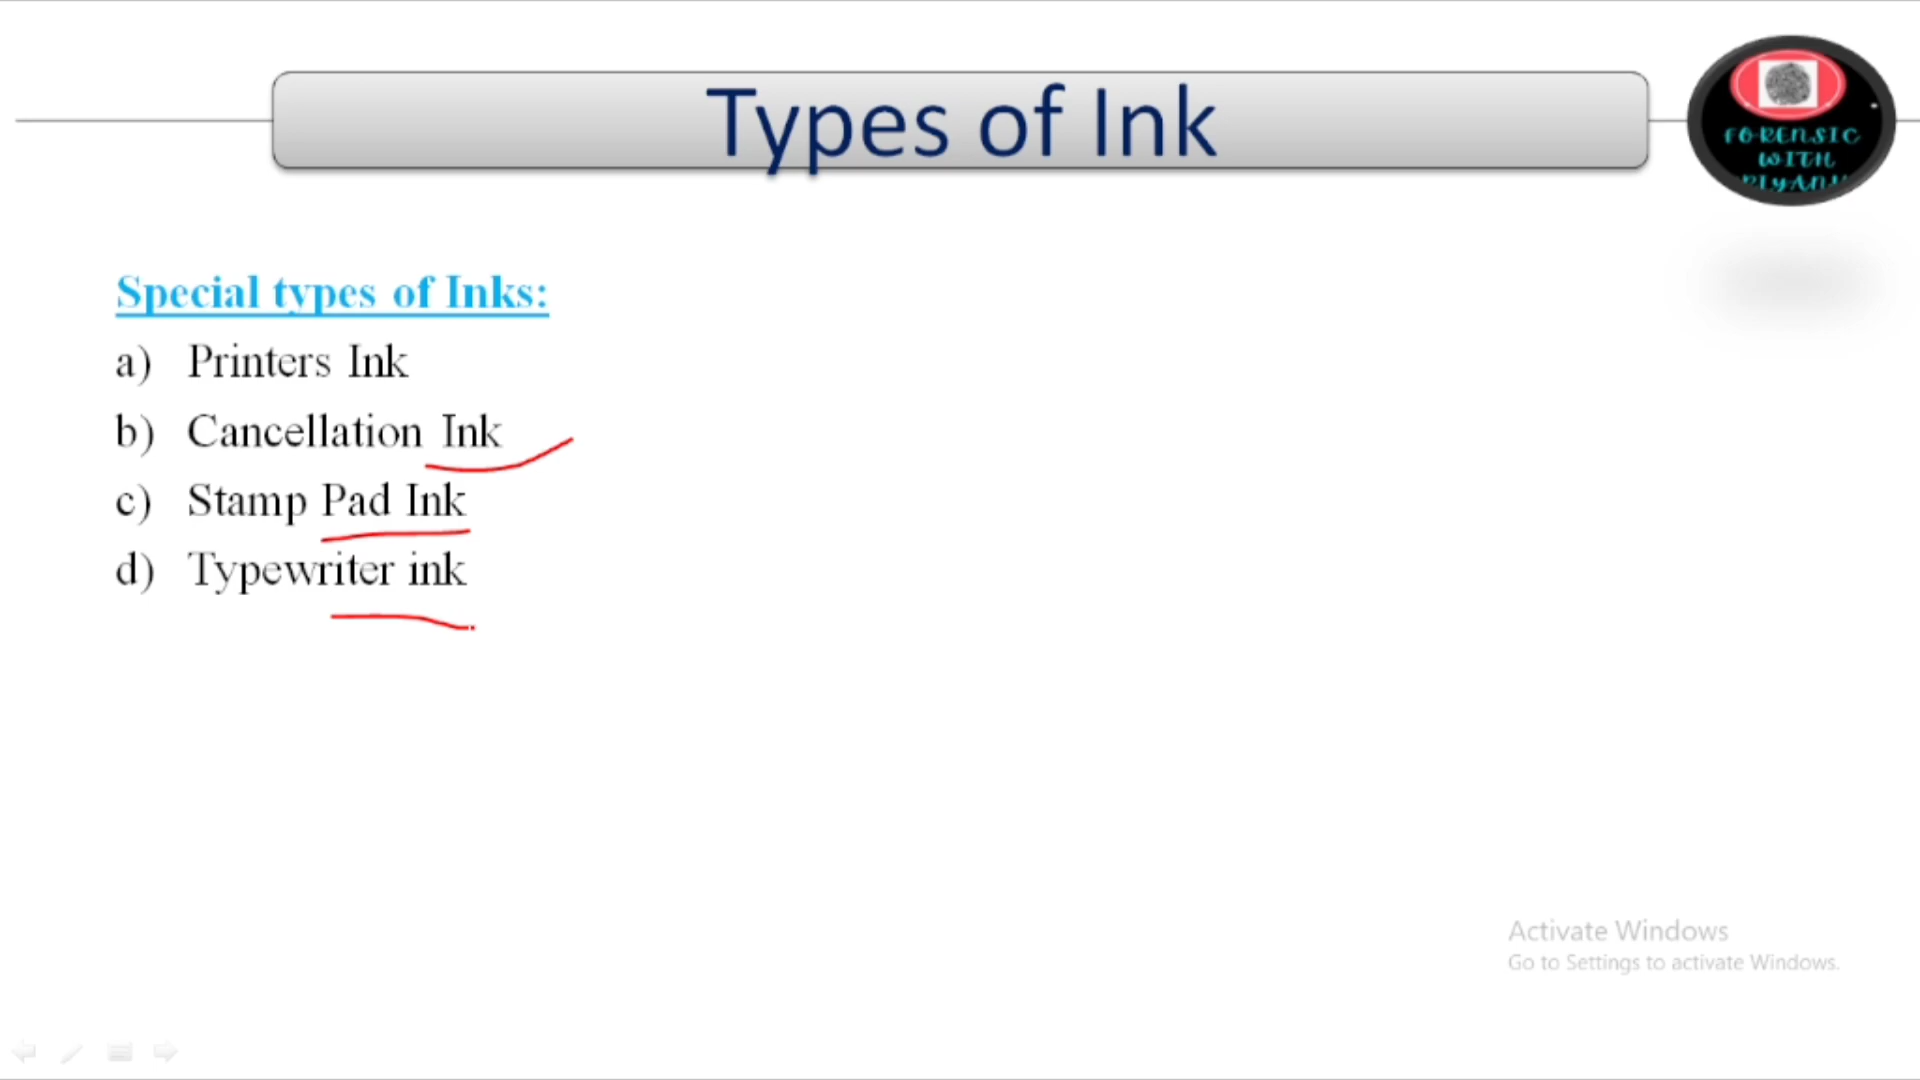 Types of Ink
FORENSIC
WITH
Special types of Inks:
a) Printers Ink
b) Cancellation Ink
c) Stamp Pad Ink
d) Typewriter ink
Activate Windows
Go to Settings to activate Windows.